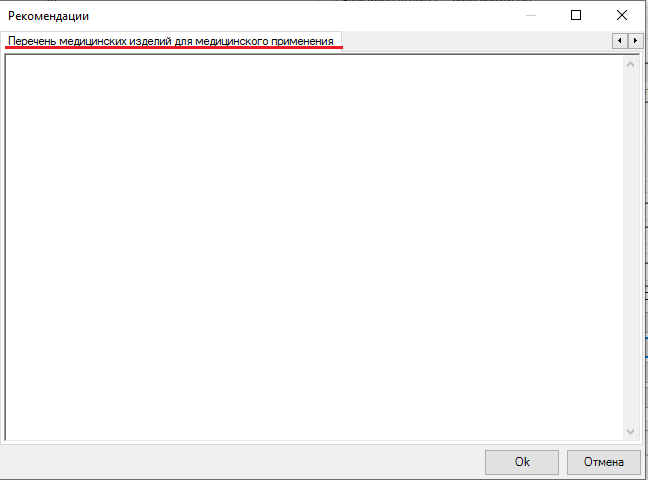 Рекомендации
Перечень медицинских изделий для медицинского применения
Ok
Отмена